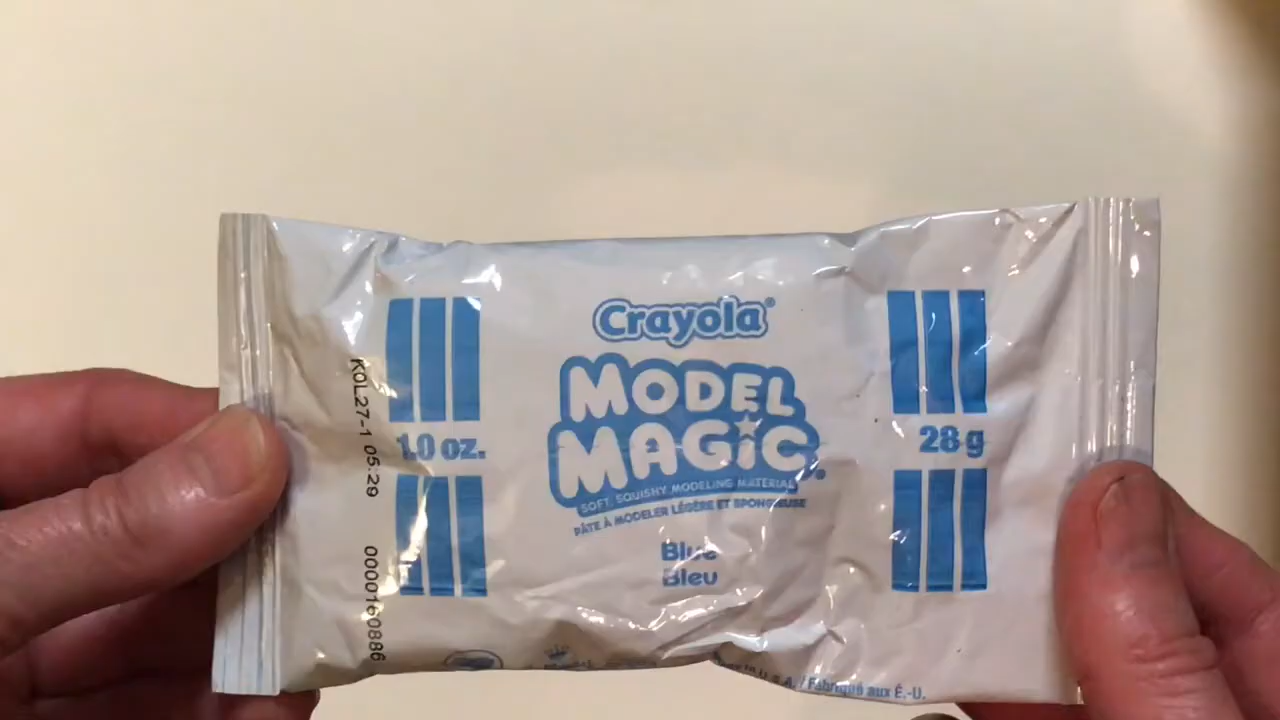 Crayola®
MODEL
MAGiC
SOFT, SQUISHY MODELING MATERIAL
PÂTE À MODELER LÉGÈRE ET SPONGIEUSE
Blue
Bleu
1.0 oz.
28 g
K0L27-1 05:29
0000160886
U.S.A. / Fabriqué aux É.-U.